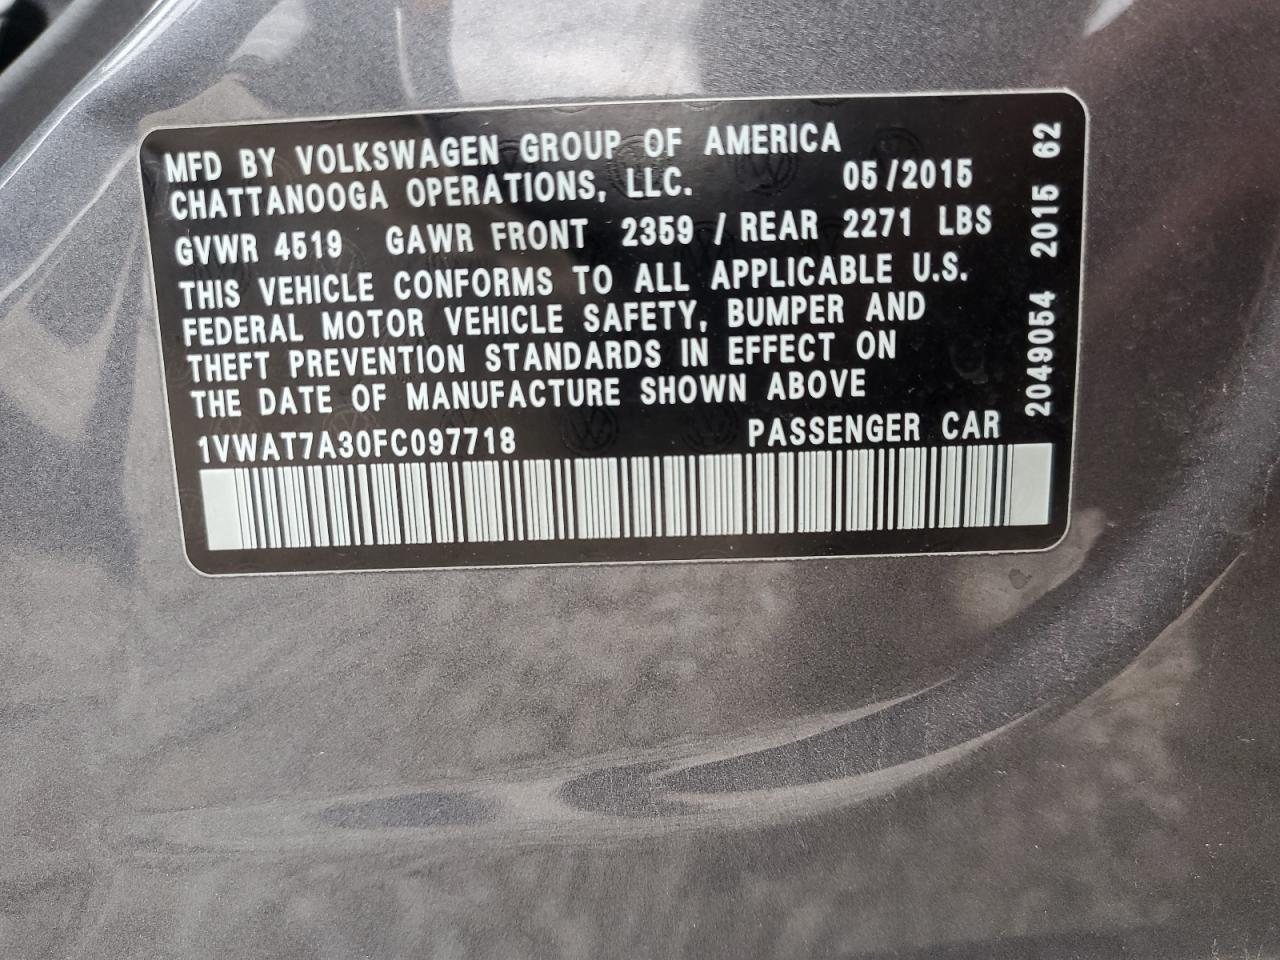 MFD BY VOLKSWAGEN GROUP OF AMERICA
CHATTANOOGA OPERATIONS, LLC. 05/2015
GVWR 4519 GAWR FRONT 2359 / REAR 2271 LBS
THIS VEHICLE CONFORMS TO ALL APPLICABLE U.S.
FEDERAL MOTOR VEHICLE SAFETY, BUMPER AND
THEFT PREVENTION STANDARDS IN EFFECT ON
THE DATE OF MANUFACTURE SHOWN ABOVE
1VWAT7A30FC097718 PASSENGER CAR
2049054 2015 62